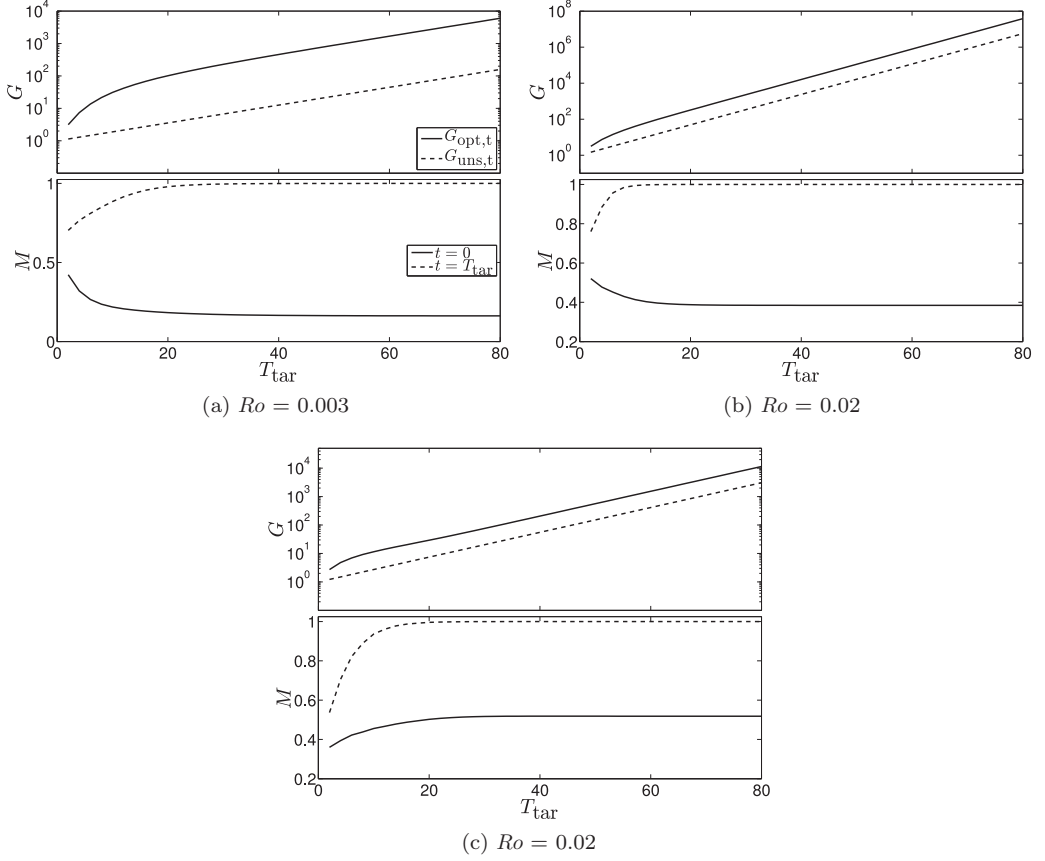 10^4
10^3
10^2
10^1
10^0
G
G_opt,t
G_uns,t
1
0.5
0
M
t = 0
t = T_tar
0 20 40 60 80
T_tar
(a) Ro = 0.003
10^8
10^6
10^4
10^2
10^0
G
1
0.8
0.6
0.4
0.2
M
0 20 40 60 80
T_tar
(b) Ro = 0.02
10^4
10^3
10^2
10^1
10^0
G
1
0.8
0.6
0.4
0.2
M
0 20 40 60 80
T_tar
(c) Ro = 0.02